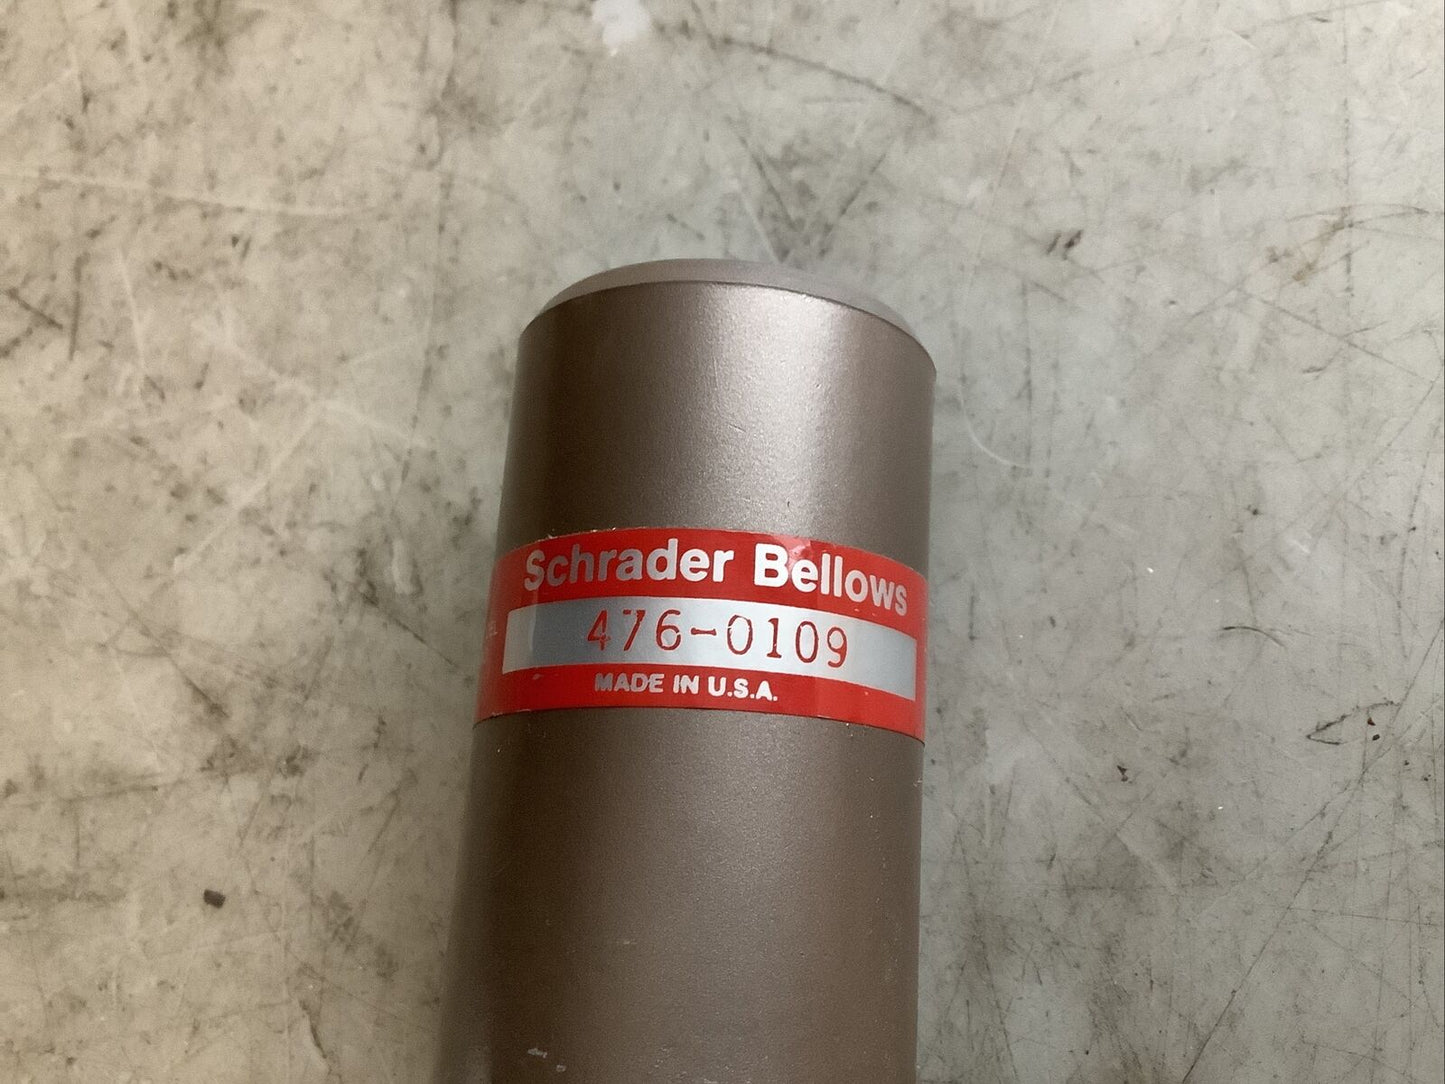 Schrader Bellows
476-0109
MADE IN U.S.A.